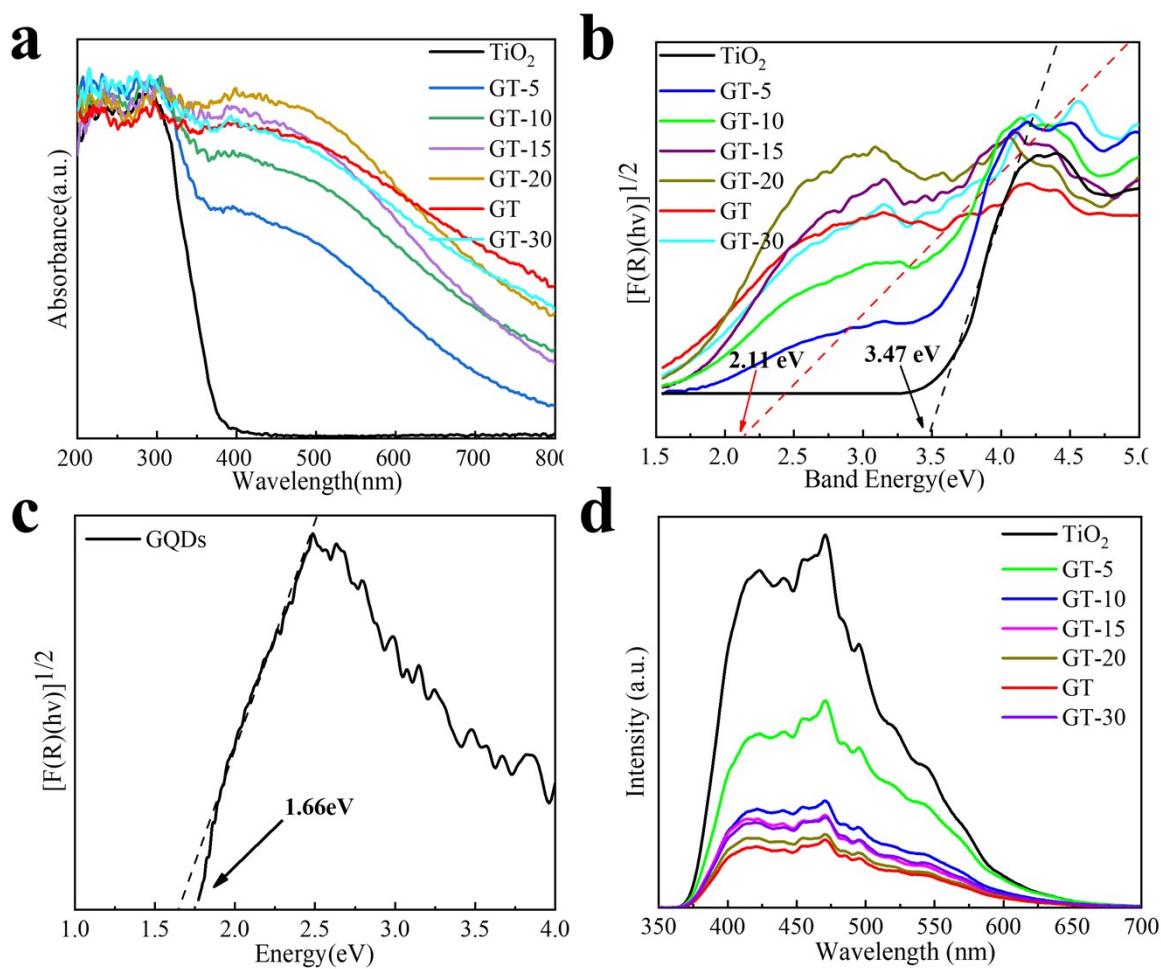 a
TiO2
GT-5
GT-10
GT-15
GT-20
GT
GT-30
Absorbance(a.u.)
200 300 400 500 600 700 800
Wavelength(nm)
b
TiO2
GT-5
GT-10
GT-15
GT-20
GT
GT-30
[F(R)(hν)]1/2
2.11 eV
3.47 eV
1.5 2.0 2.5 3.0 3.5 4.0 4.5 5.0
Band Energy(eV)
c
GQDs
[F(R)(hν)]1/2
1.66eV
1.0 1.5 2.0 2.5 3.0 3.5 4.0
Energy(eV)
d
TiO2
GT-5
GT-10
GT-15
GT-20
GT
GT-30
Intensity (a.u.)
350 400 450 500 550 600 650 700
Wavelength (nm)